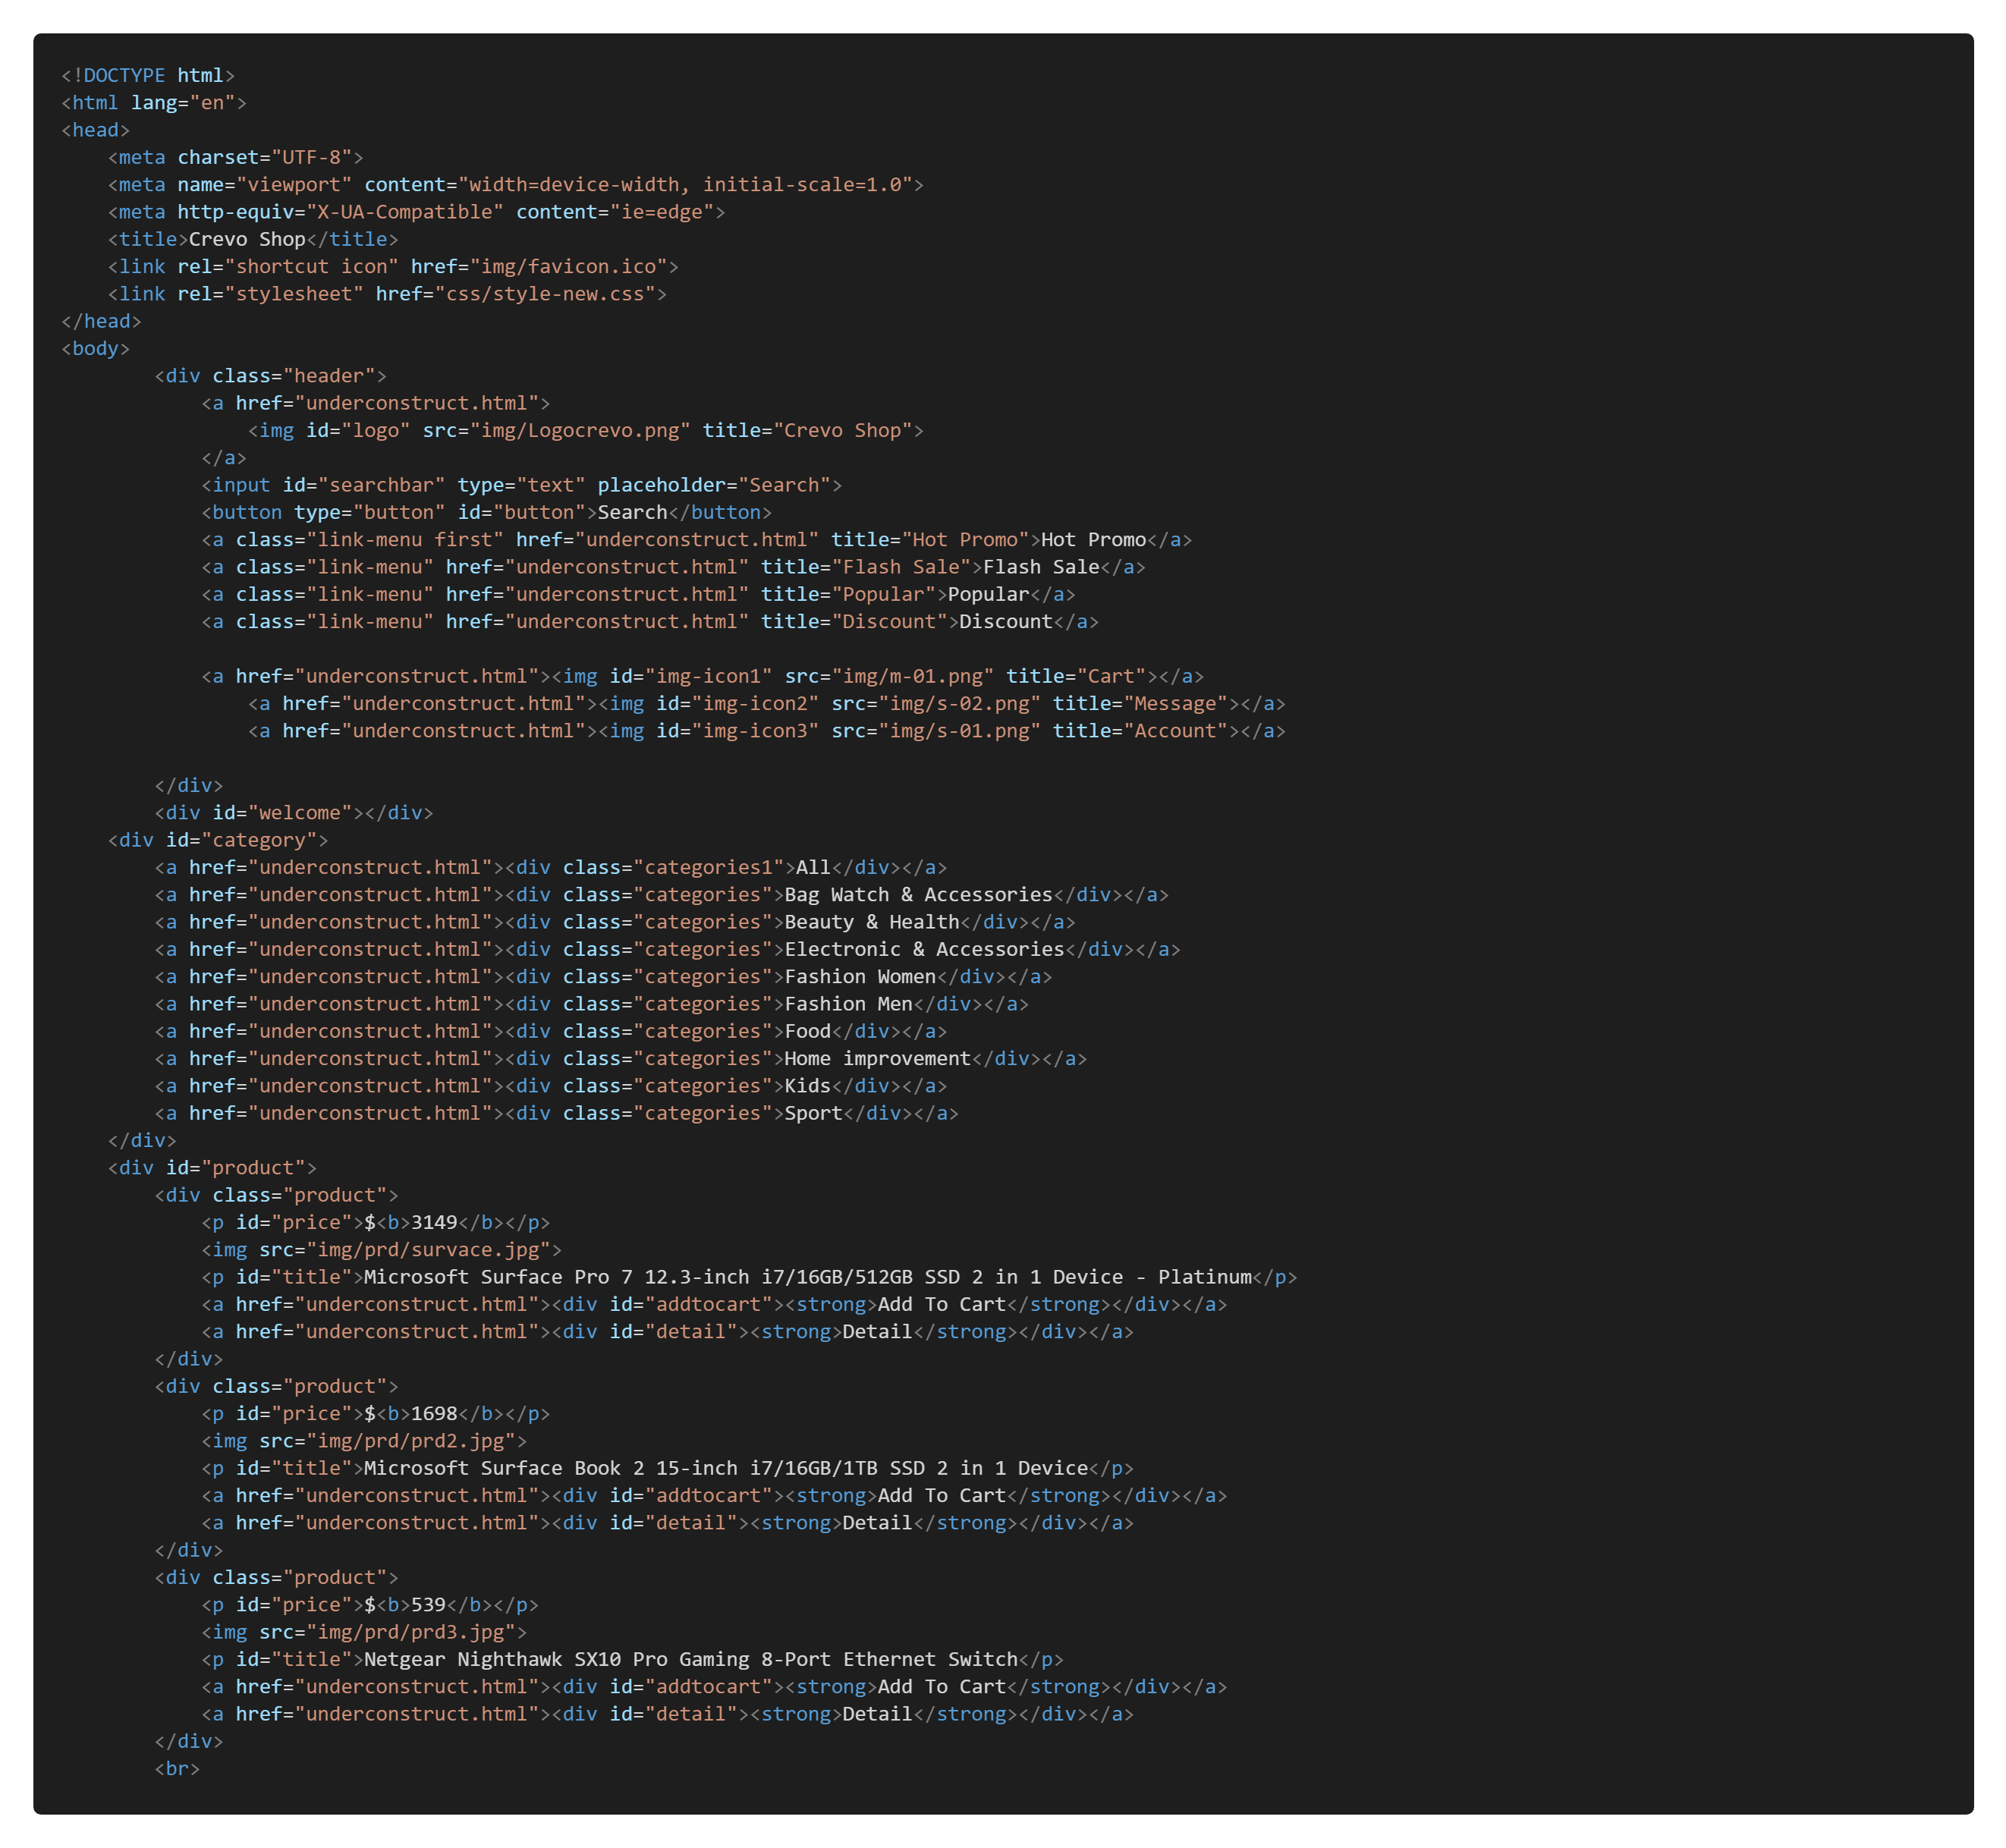 <!DOCTYPE html>
<html lang="en">
<head>
    <meta charset="UTF-8">
    <meta name="viewport" content="width=device-width, initial-scale=1.0">
    <meta http-equiv="X-UA-Compatible" content="ie=edge">
    <title>Crevo Shop</title>
    <link rel="shortcut icon" href="img/favicon.ico">
    <link rel="stylesheet" href="css/style-new.css">
</head>
<body>
        <div class="header">
            <a href="underconstruct.html">
                <img id="logo" src="img/Logocrevo.png" title="Crevo Shop">
            </a>
            <input id="searchbar" type="text" placeholder="Search">
            <button type="button" id="button">Search</button>
            <a class="link-menu first" href="underconstruct.html" title="Hot Promo">Hot Promo</a>
            <a class="link-menu" href="underconstruct.html" title="Flash Sale">Flash Sale</a>
            <a class="link-menu" href="underconstruct.html" title="Popular">Popular</a>
            <a class="link-menu" href="underconstruct.html" title="Discount">Discount</a>

            <a href="underconstruct.html"><img id="img-icon1" src="img/m-01.png" title="Cart"></a>
                <a href="underconstruct.html"><img id="img-icon2" src="img/s-02.png" title="Message"></a>
                <a href="underconstruct.html"><img id="img-icon3" src="img/s-01.png" title="Account"></a>

        </div>
        <div id="welcome"></div>
    <div id="category">
        <a href="underconstruct.html"><div class="categories1">All</div></a>
        <a href="underconstruct.html"><div class="categories">Bag Watch & Accessories</div></a>
        <a href="underconstruct.html"><div class="categories">Beauty & Health</div></a>
        <a href="underconstruct.html"><div class="categories">Electronic & Accessories</div></a>
        <a href="underconstruct.html"><div class="categories">Fashion Women</div></a>
        <a href="underconstruct.html"><div class="categories">Fashion Men</div></a>
        <a href="underconstruct.html"><div class="categories">Food</div></a>
        <a href="underconstruct.html"><div class="categories">Home improvement</div></a>
        <a href="underconstruct.html"><div class="categories">Kids</div></a>
        <a href="underconstruct.html"><div class="categories">Sport</div></a>
    </div>
    <div id="product">
        <div class="product">
            <p id="price">$<b>3149</b></p>
            <img src="img/prd/survace.jpg">
            <p id="title">Microsoft Surface Pro 7 12.3-inch i7/16GB/512GB SSD 2 in 1 Device - Platinum</p>
            <a href="underconstruct.html"><div id="addtocart"><strong>Add To Cart</strong></div></a>
            <a href="underconstruct.html"><div id="detail"><strong>Detail</strong></div></a>
        </div>
        <div class="product">
            <p id="price">$<b>1698</b></p>
            <img src="img/prd/prd2.jpg">
            <p id="title">Microsoft Surface Book 2 15-inch i7/16GB/1TB SSD 2 in 1 Device</p>
            <a href="underconstruct.html"><div id="addtocart"><strong>Add To Cart</strong></div></a>
            <a href="underconstruct.html"><div id="detail"><strong>Detail</strong></div></a>
        </div>
        <div class="product">
            <p id="price">$<b>539</b></p>
            <img src="img/prd/prd3.jpg">
            <p id="title">Netgear Nighthawk SX10 Pro Gaming 8-Port Ethernet Switch</p>
            <a href="underconstruct.html"><div id="addtocart"><strong>Add To Cart</strong></div></a>
            <a href="underconstruct.html"><div id="detail"><strong>Detail</strong></div></a>
        </div>
        <br>